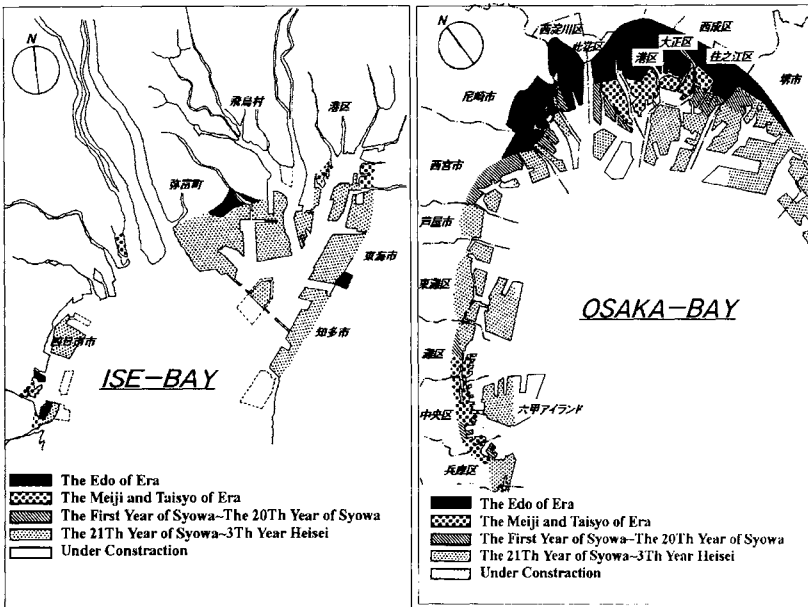 N
飛島村
港区
弥富町
東海市
知多市
四日市市
ISE-BAY
The Edo of Era
The Meiji and Taisyo of Era
The First Year of Syowa~The 20Th Year of Syowa
The 21Th Year of Syowa~3Th Year Heisei
Under Constraction
N
西淀川区
此花区
西成区
大正区
港区
住之江区
堺市
尼崎市
西宮市
芦屋市
東灘区
OSAKA-BAY
灘区
中央区
六甲アイランド
兵庫区
The Edo of Era
The Meiji and Taisyo of Era
The First Year of Syowa~The 20Th Year of Syowa
The 21Th Year of Syowa~3Th Year Heisei
Under Constraction